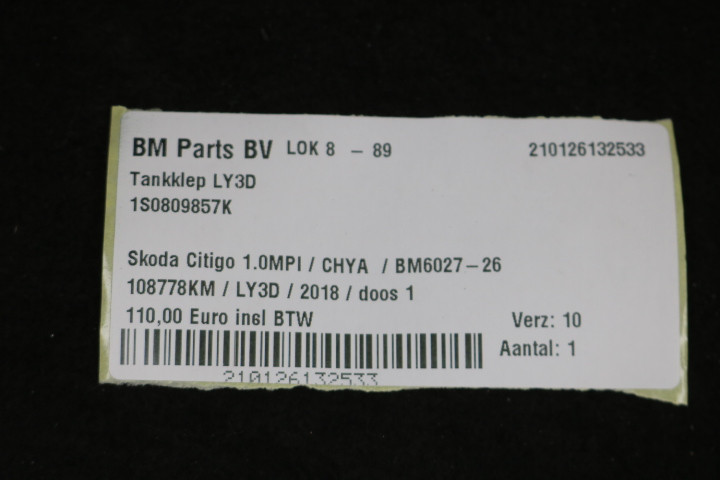 BM Parts BV LOK 8 - 89 210126132533
Tankklep LY3D
1S0809857K
Skoda Citigo 1.0MPI / CHYA / BM6027-26
108778KM / LY3D / 2018 / doos 1
110,00 Euro insl BTW Verz: 10
Aantal: 1
210126132533